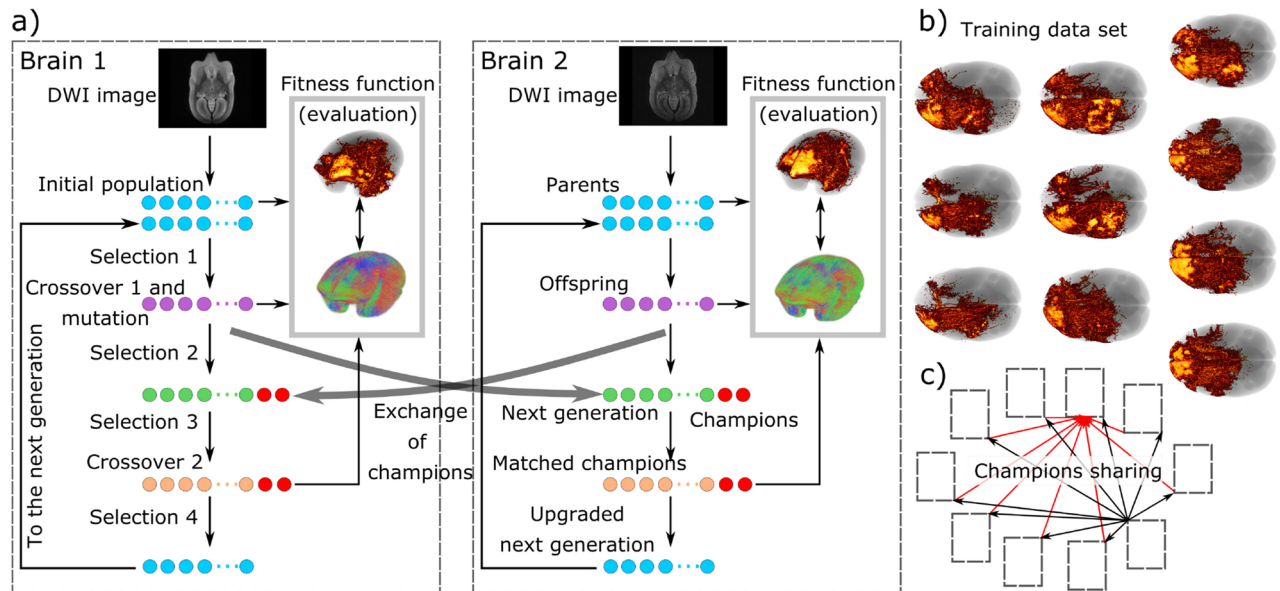 a)
Brain 1
DWI image
Fitness function
(evaluation)
Initial population
Selection 1
Crossover 1 and
mutation
Selection 2
Selection 3
Crossover 2
Selection 4
To the next generation
Exchange
of
champions
Brain 2
DWI image
Fitness function
(evaluation)
Parents
Offspring
Next generation
Champions
Matched champions
Upgraded
next generation
b)
Training data set
c)
Champions sharing